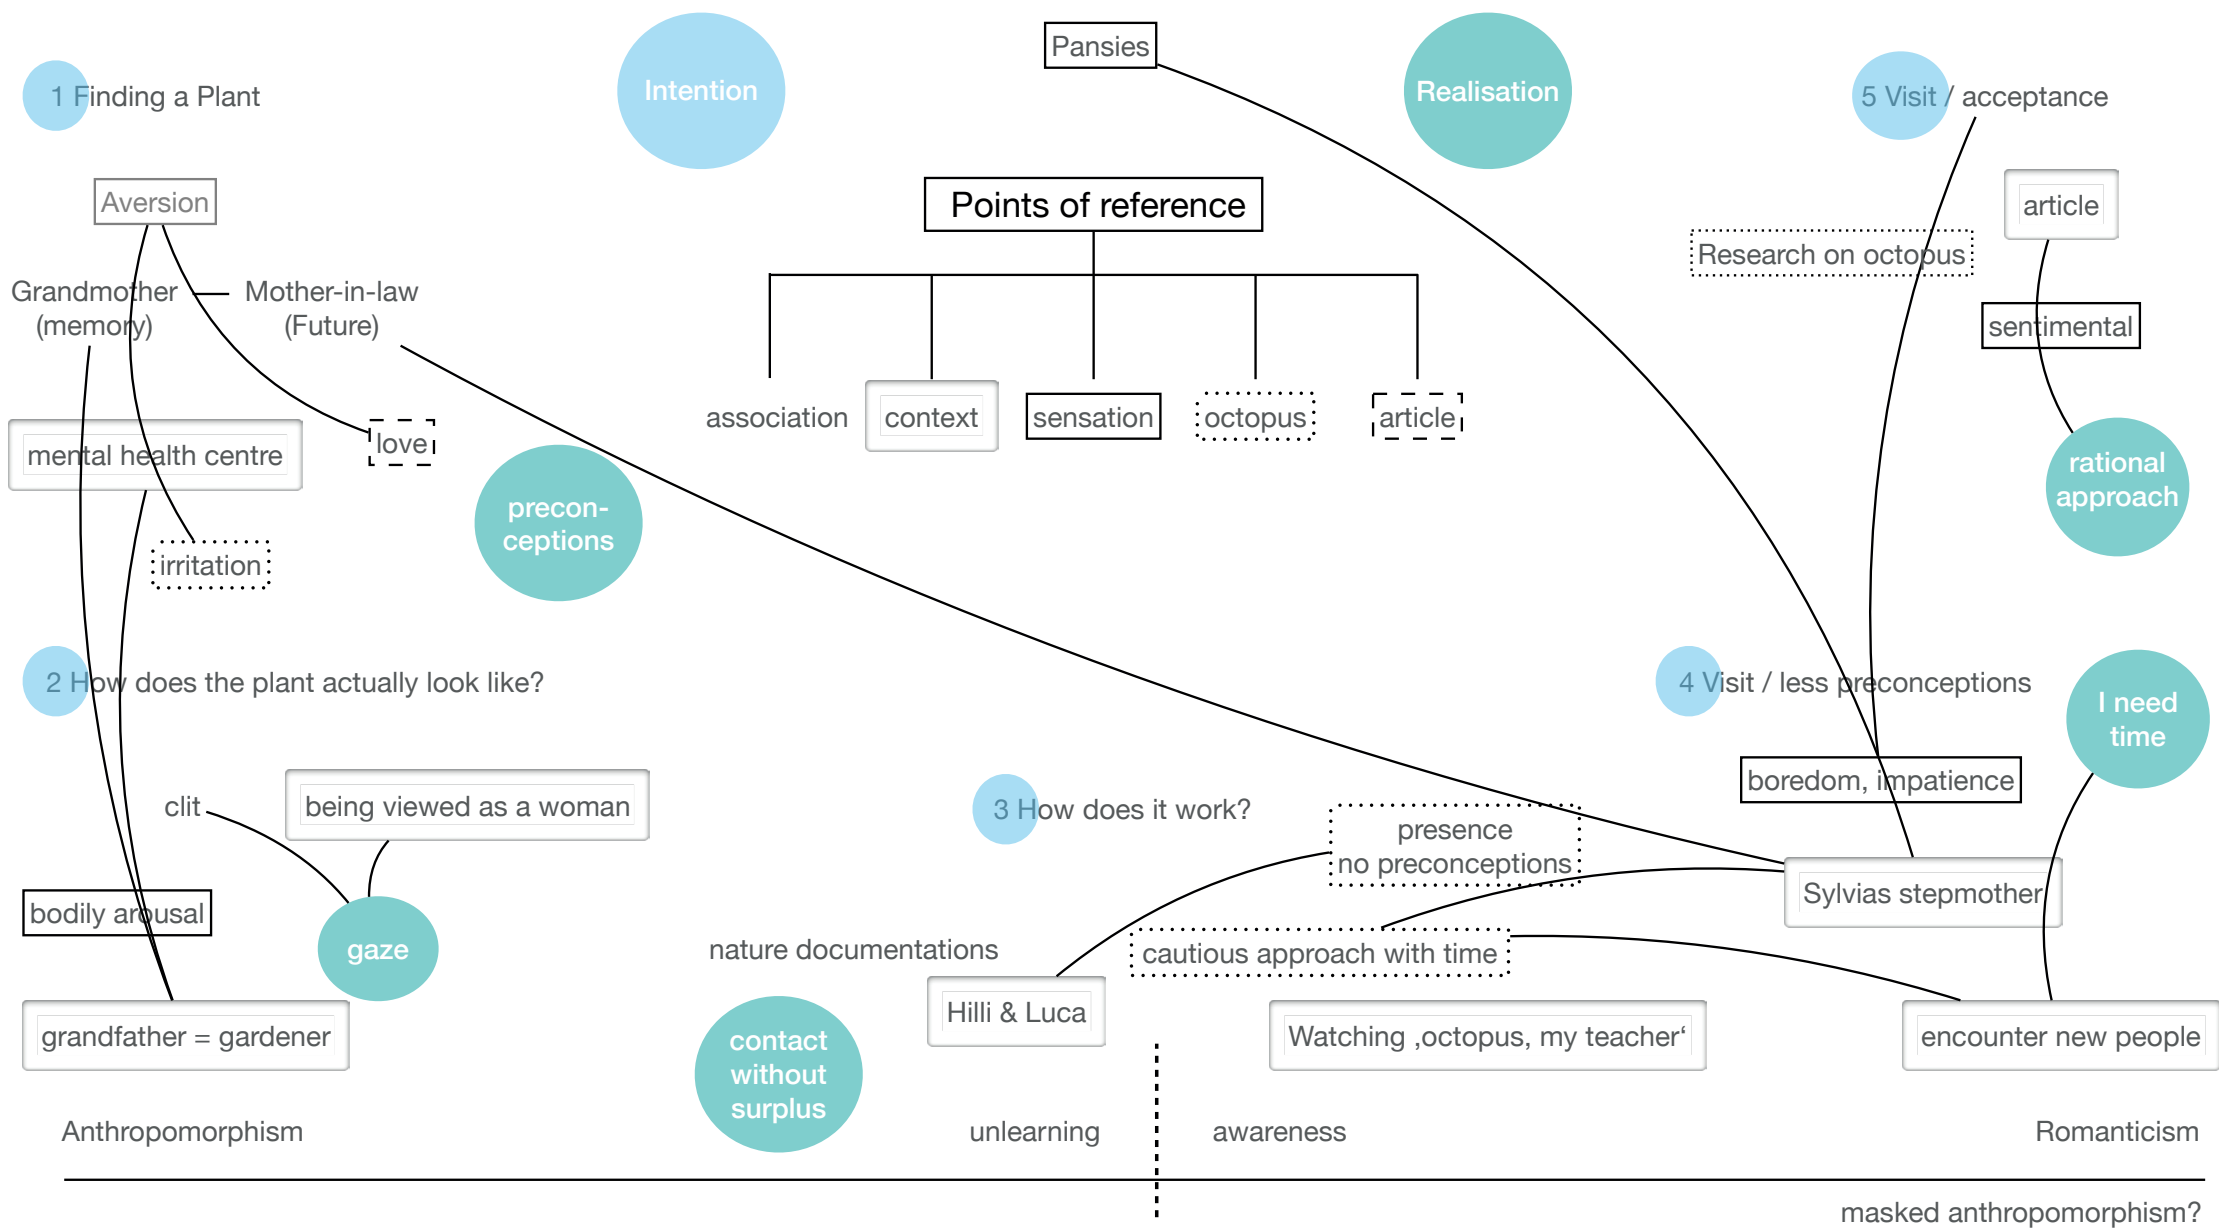 Pansies
1 Finding a Plant
Intention
Realisation
5 Visit / acceptance
Aversion
Points of reference
article
Research on octopus
Grandmother
(memory)
Mother-in-law
(Future)
sentimental
association
context
sensation
octopus
article
mental health centre
love
rational
approach
precon-
ceptions
irritation
2 How does the plant actually look like?
4 Visit / less preconceptions
I need
time
boredom, impatience
clit
being viewed as a woman
3 How does it work?
presence
no preconceptions
Sylvias stepmother
bodily arousal
gaze
nature documentations
cautious approach with time
Hilli & Luca
grandfather = gardener
contact
without
surplus
Watching ‚octopus, my teacher‘
encounter new people
Anthropomorphism
unlearning
awareness
Romanticism
masked anthropomorphism?